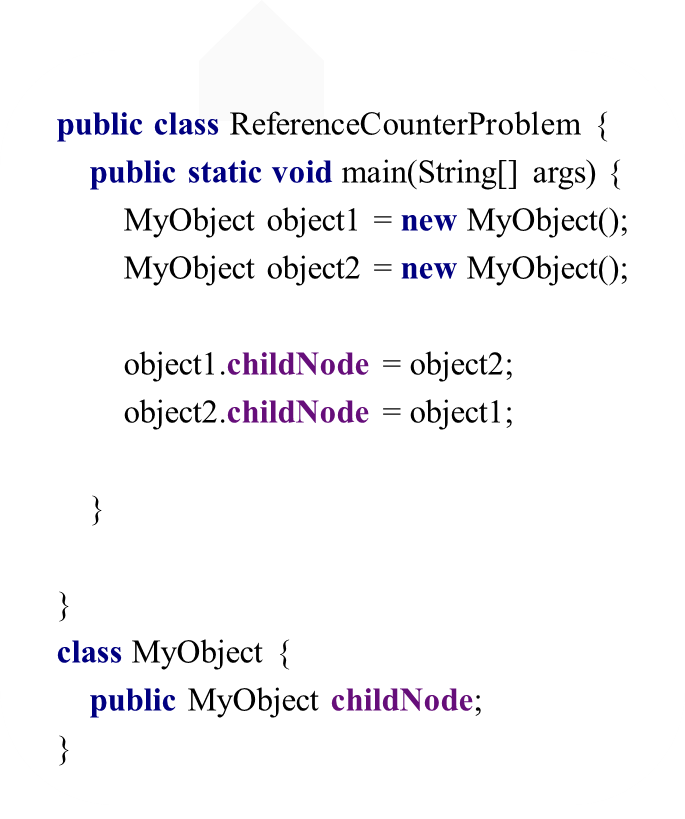 public class ReferenceCounterProblem {
public static void main(String[] args) {
MyObject object1 = new MyObject();
MyObject object2 = new MyObject();
object1.childNode = object2;
object2.childNode = object1;
}
}
class MyObject {
public MyObject childNode;
}